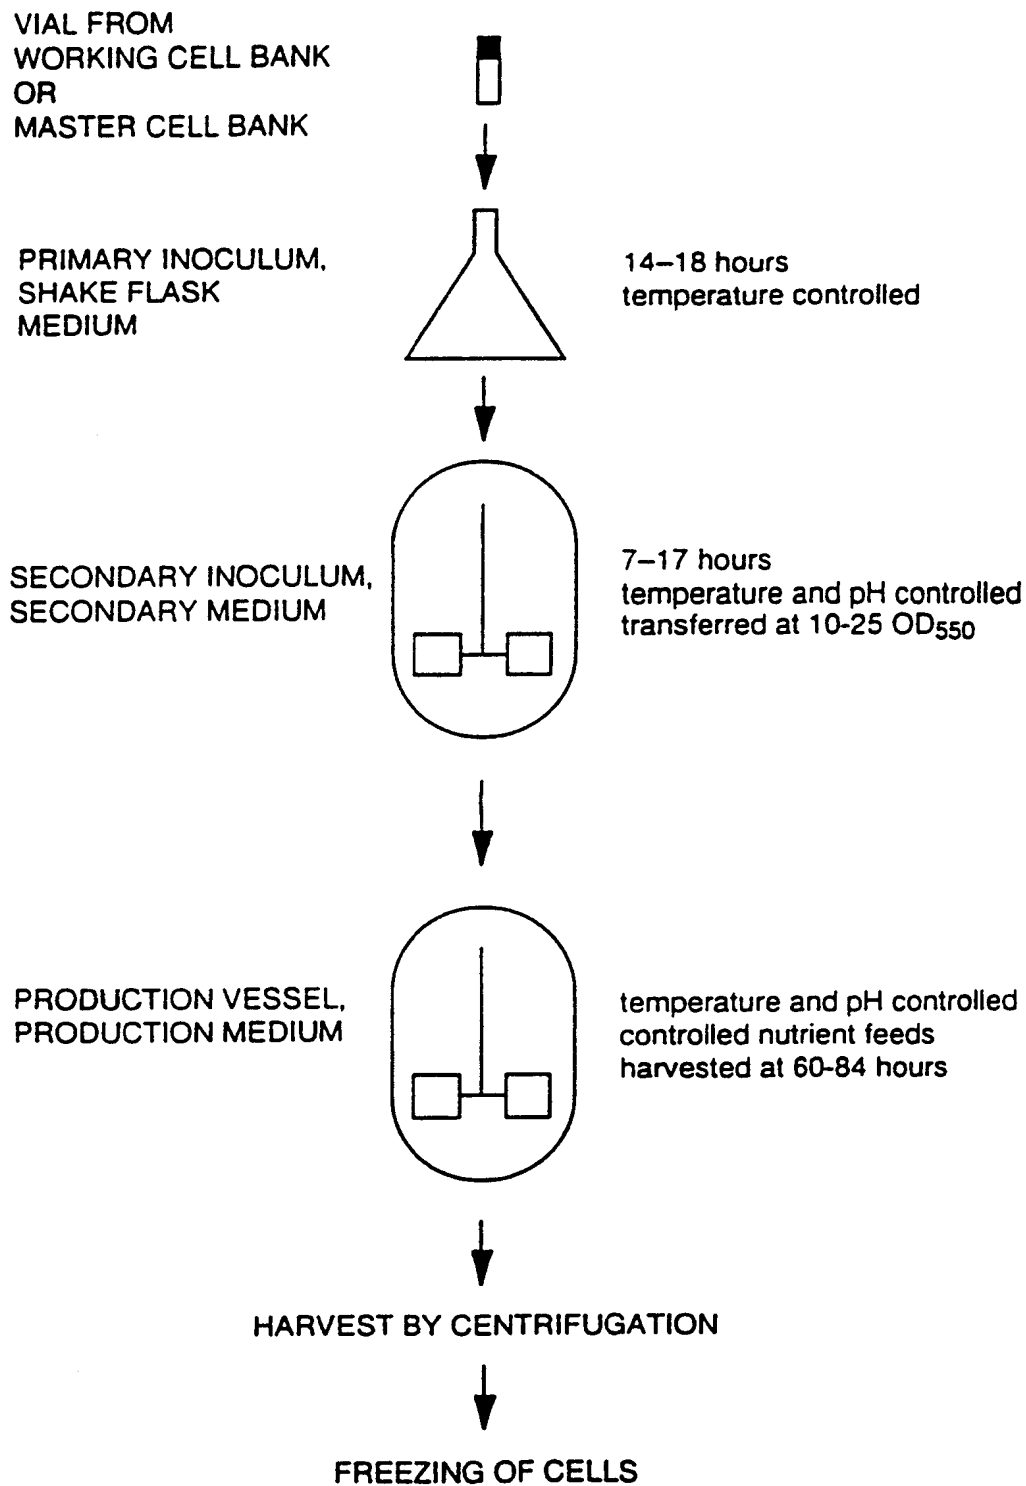 VIAL FROM
WORKING CELL BANK
OR
MASTER CELL BANK
PRIMARY INOCULUM,
SHAKE FLASK
MEDIUM
14–18 hours
temperature controlled
SECONDARY INOCULUM,
SECONDARY MEDIUM
7–17 hours
temperature and pH controlled
transferred at 10-25 OD550
PRODUCTION VESSEL,
PRODUCTION MEDIUM
temperature and pH controlled
controlled nutrient feeds
harvested at 60-84 hours
HARVEST BY CENTRIFUGATION
FREEZING OF CELLS